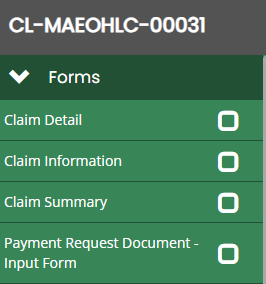 CL-MAEOHLC-00031
Forms
Claim Detail
Claim Information
Claim Summary
Payment Request Document -
Input Form